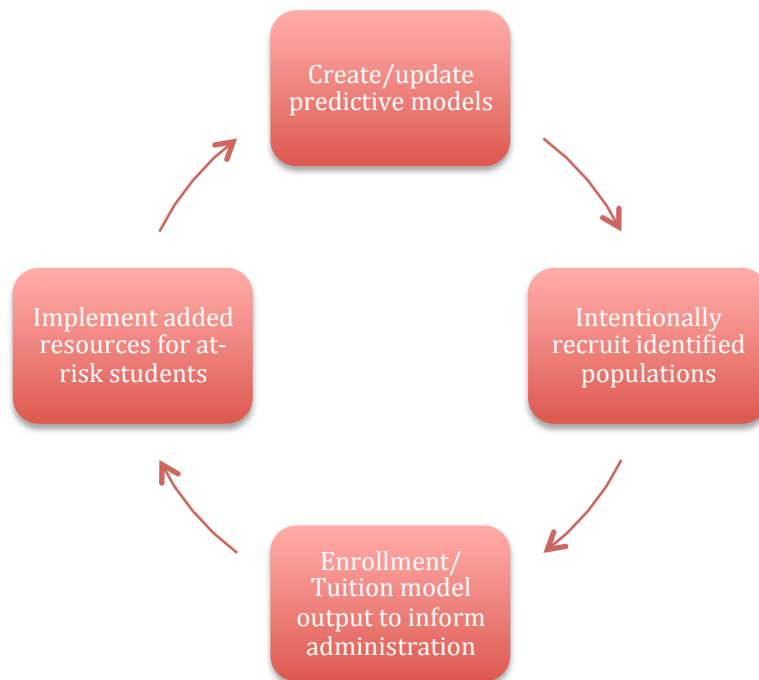 Create/update
predictive models
Intentionally
recruit identified
populations
Enrollment/
Tuition model
output to inform
administration
Implement added
resources for at-
risk students